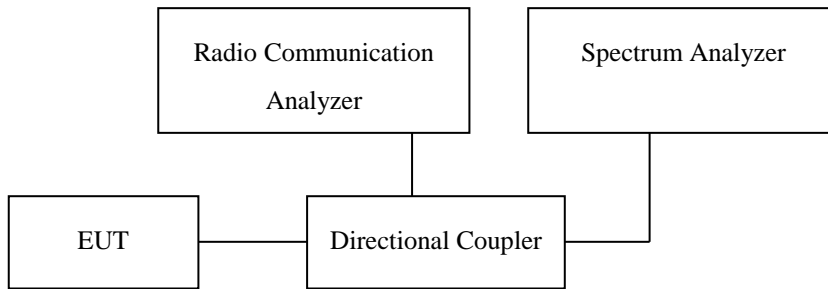 Radio Communication
Analyzer
Spectrum Analyzer
EUT
Directional Coupler